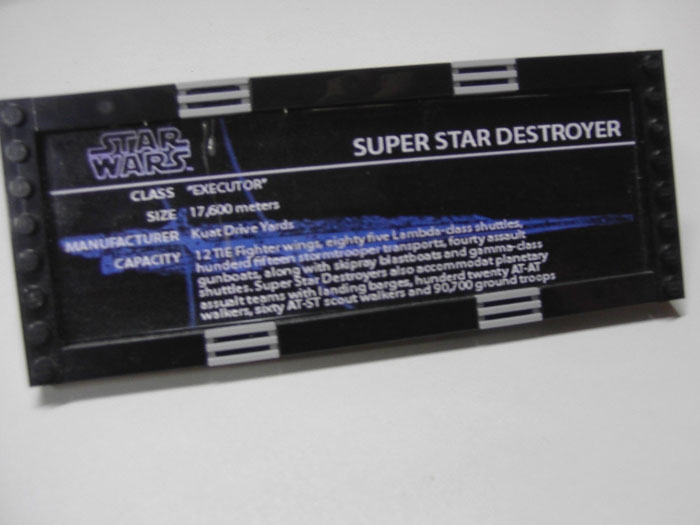 STAR
WARS
SUPER STAR DESTROYER
CLASS "EXECUTOR"
SIZE 17,600 meters
MANUFACTURER Kuat Drive Yards
CAPACITY 12 TIE Fighter wings, eighty five Lambda-class shuttles,
hunderd fifteen stormtrooper transports, fourty assault
gunboats, along with skipray blastboats and gamma-class
shuttles. Super Star Destroyers also accommodat planetary
assualt teams with landing barges, hunderd twenty AT-AT
walkers, sixty AT-ST scout walkers and 90,700 ground troops